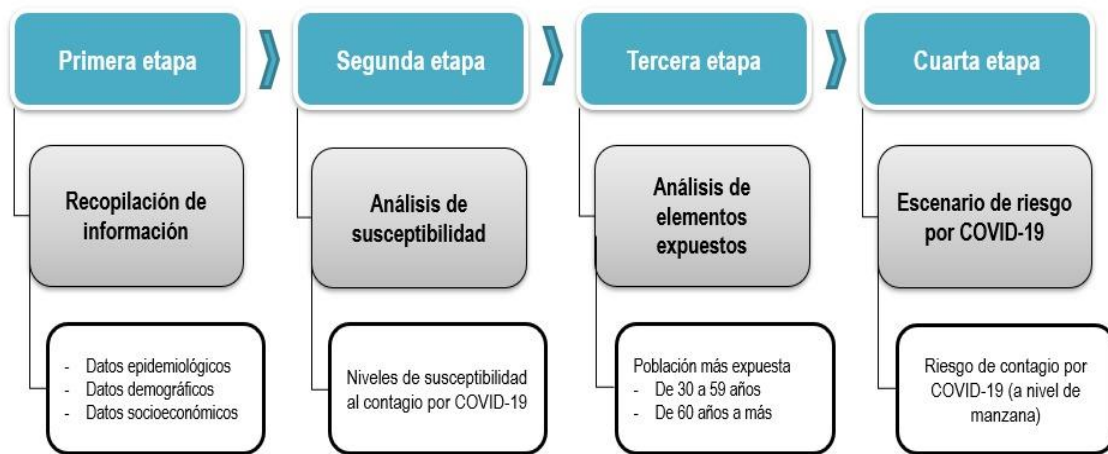 Primera etapa
Segunda etapa
Tercera etapa
Cuarta etapa
Recopilación de
información
Análisis de
susceptibilidad
Análisis de
elementos
expuestos
Escenario de riesgo
por COVID-19
- Datos epidemiológicos
- Datos demográficos
- Datos socioeconómicos
Niveles de susceptibilidad
al contagio por COVID-19
Población más expuesta
- De 30 a 59 años
- De 60 años a más
Riesgo de contagio por
COVID-19 (a nivel de
manzana)